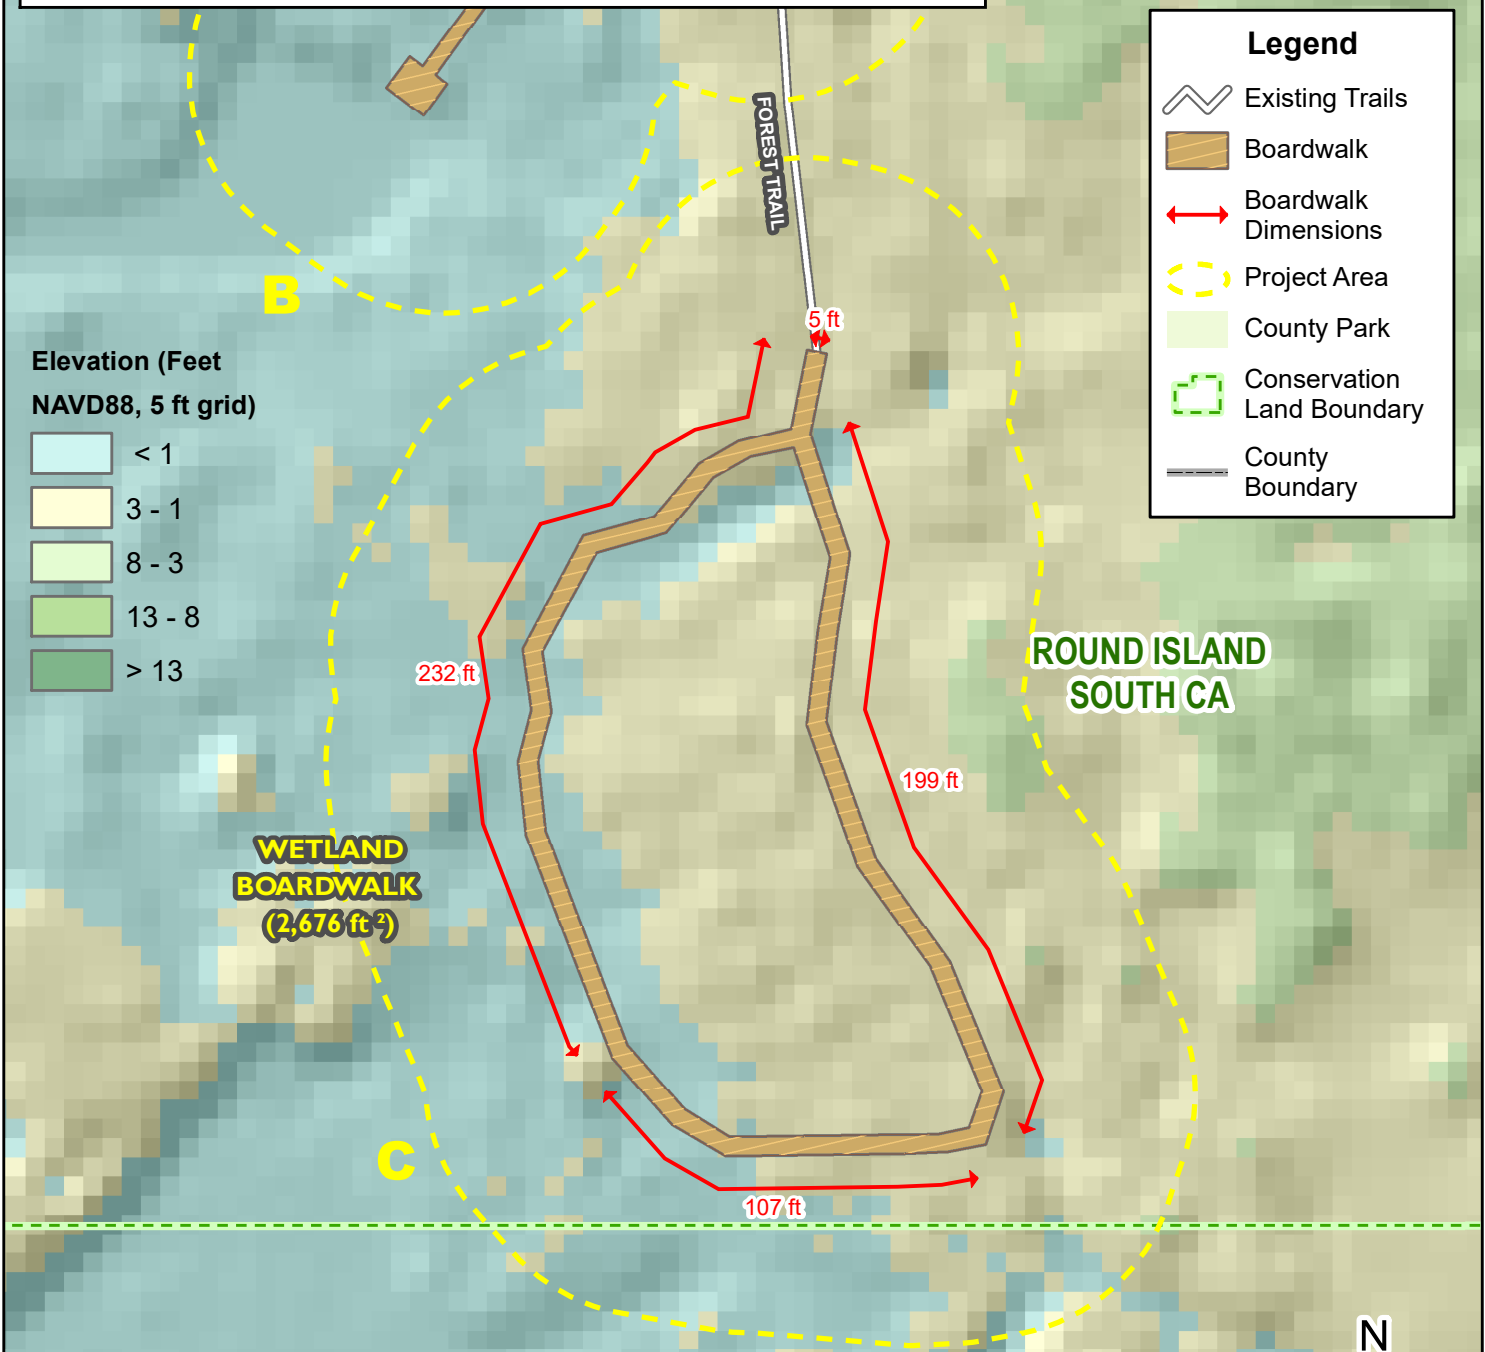 Legend
Existing Trails
Boardwalk
Boardwalk
Dimensions
Project Area
County Park
Conservation
Land Boundary
County
Boundary
FOREST TRAIL
B
5 ft
Elevation (Feet
NAVD88, 5 ft grid)
< 1
3 - 1
8 - 3
13 - 8
> 13
232 ft
ROUND ISLAND
SOUTH CA
199 ft
WETLAND
BOARDWALK
(2,676 ft ²)
C
107 ft
N